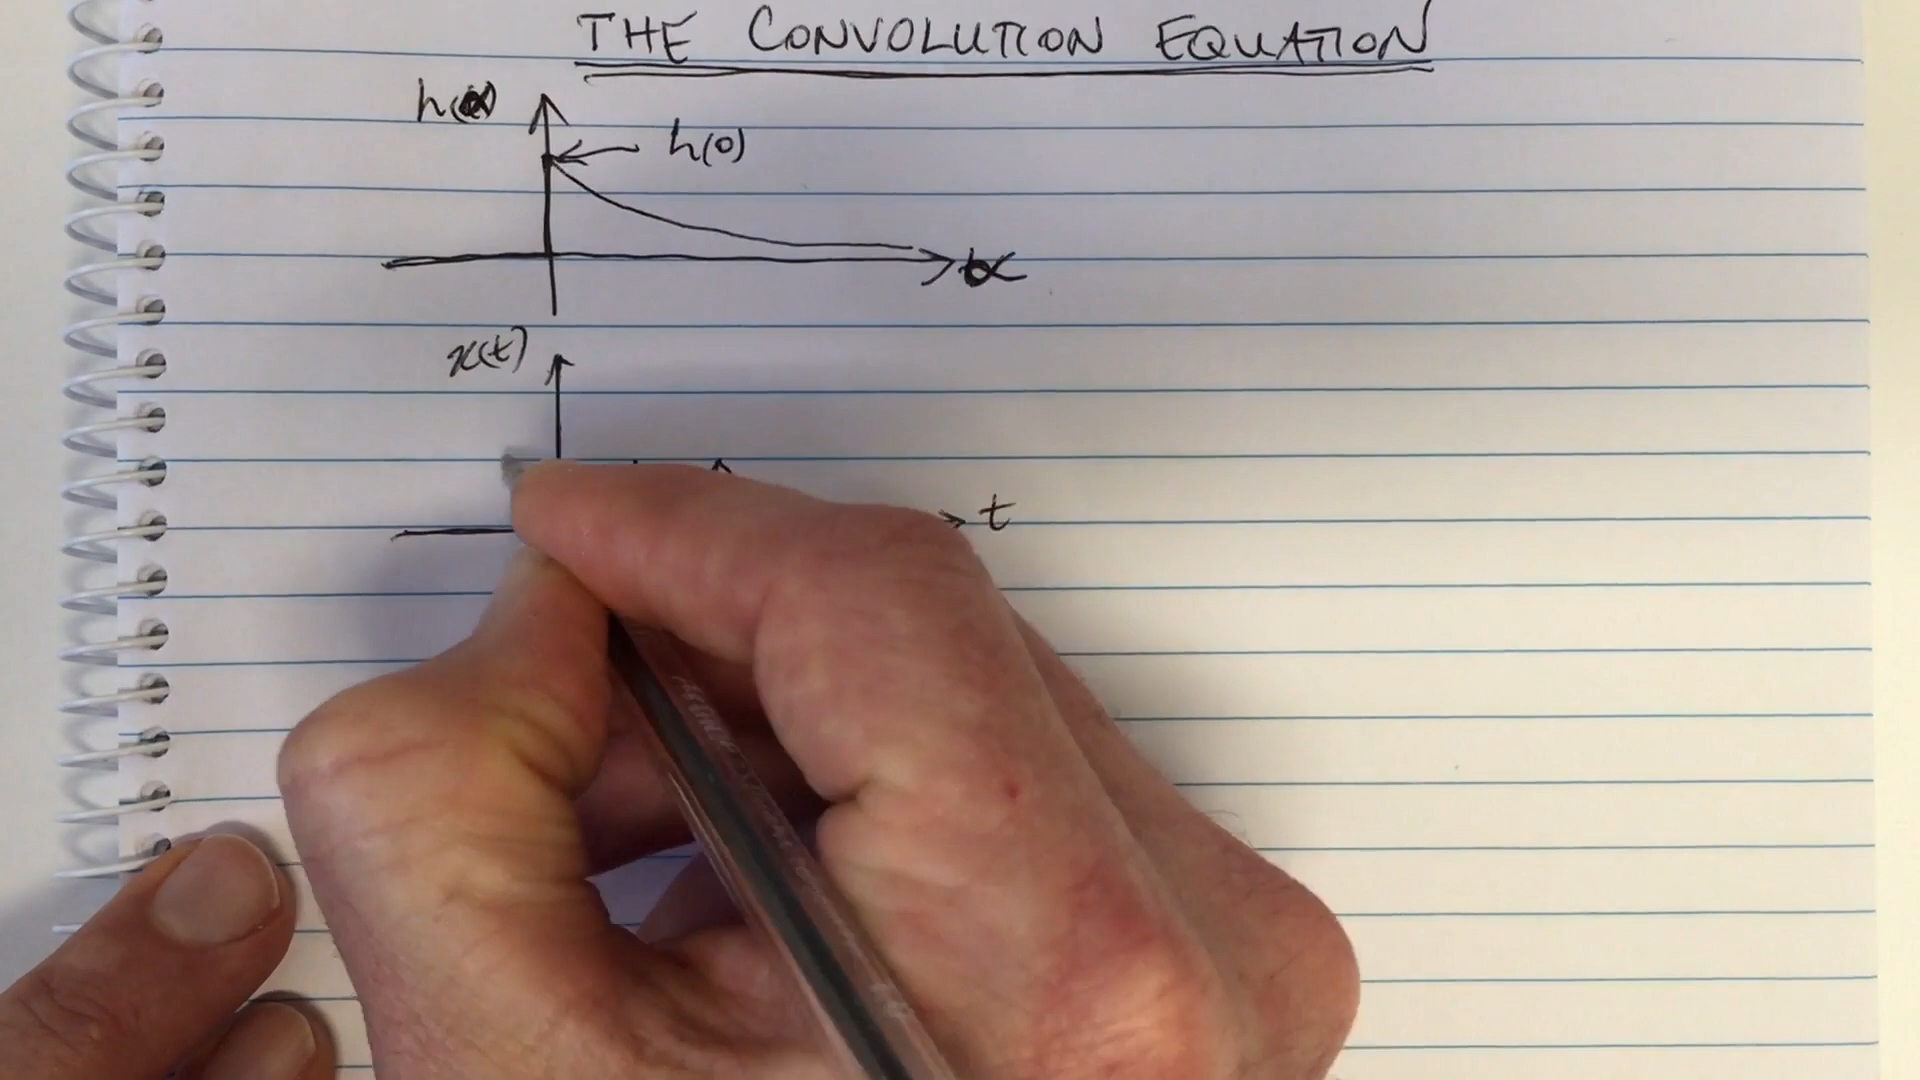 THE CONVOLUTION EQUATION
h(α)
h(0)
α
x(t)
t